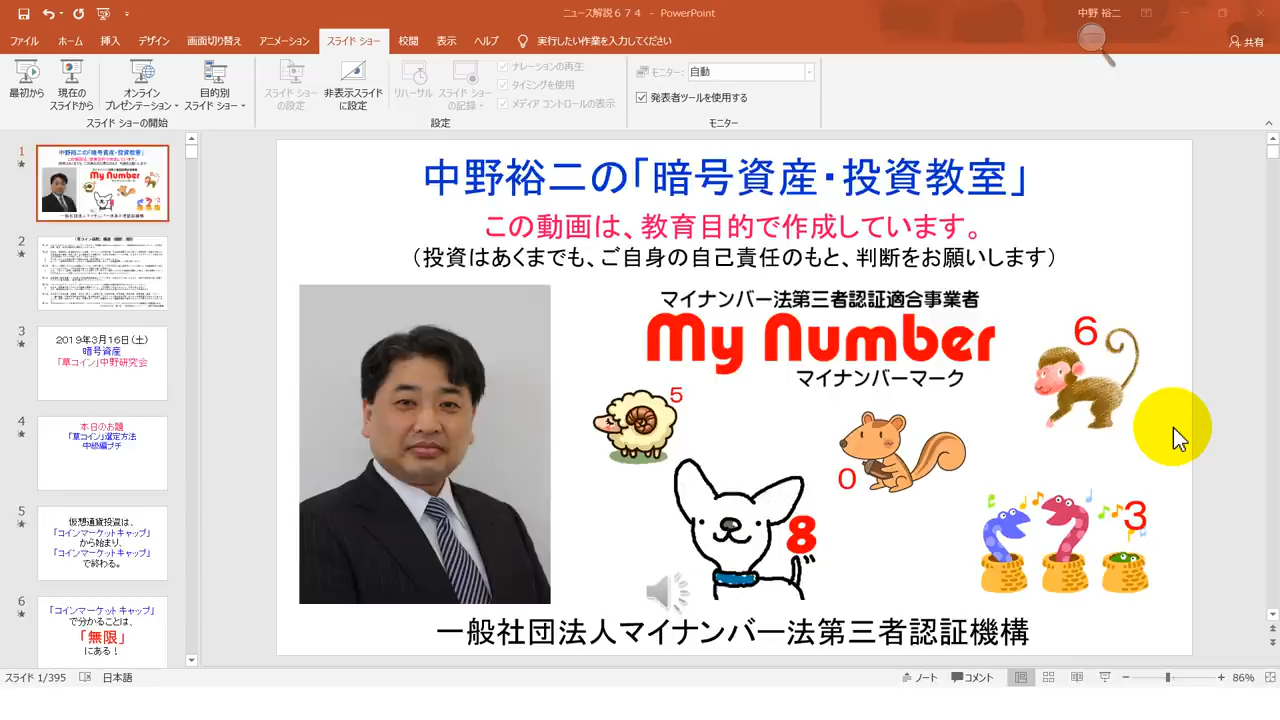 ニュース解説６７４ - PowerPoint
中野 裕二
ファイル
ホーム
挿入
デザイン
画面切り替え
アニメーション
スライド ショー
校閲
表示
ヘルプ
実行したい作業を入力してください
共有
最初から
現在の
スライドから
オンライン
プレゼンテーション
目的別
スライド ショー
スライド ショーの開始
スライド ショー
の設定
非表示スライド
に設定
リハーサル
スライド ショー
の記録
ナレーションの再生
タイミングを使用
メディア コントロールの表示
設定
モニター:
自動
発表者ツールを使用する
モニター
1
中野裕二の「暗号資産・投資教室」
My Number
2
3
2019年3月16日(土)
暗号資産
「草コイン」中野研究会
4
本日のお題
「草コイン」選定方法
中級編プチ
5
仮想通貨投資は、
「コインマーケットキャップ」
から始まり、
「コインマーケットキャップ」
で終わる。
6
「コインマーケットキャップ」
で分かることは、
「無限」
にある！
中野裕二の「暗号資産・投資教室」
この動画は、教育目的で作成しています。
（投資はあくまでも、ご自身の自己責任のもと、判断をお願いします）
マイナンバー法第三者認証適合事業者
My Number
マイナンバーマーク
5
6
0
8
3
一般社団法人マイナンバー法第三者認証機構
スライド 1/395
日本語
ノート
コメント
86%